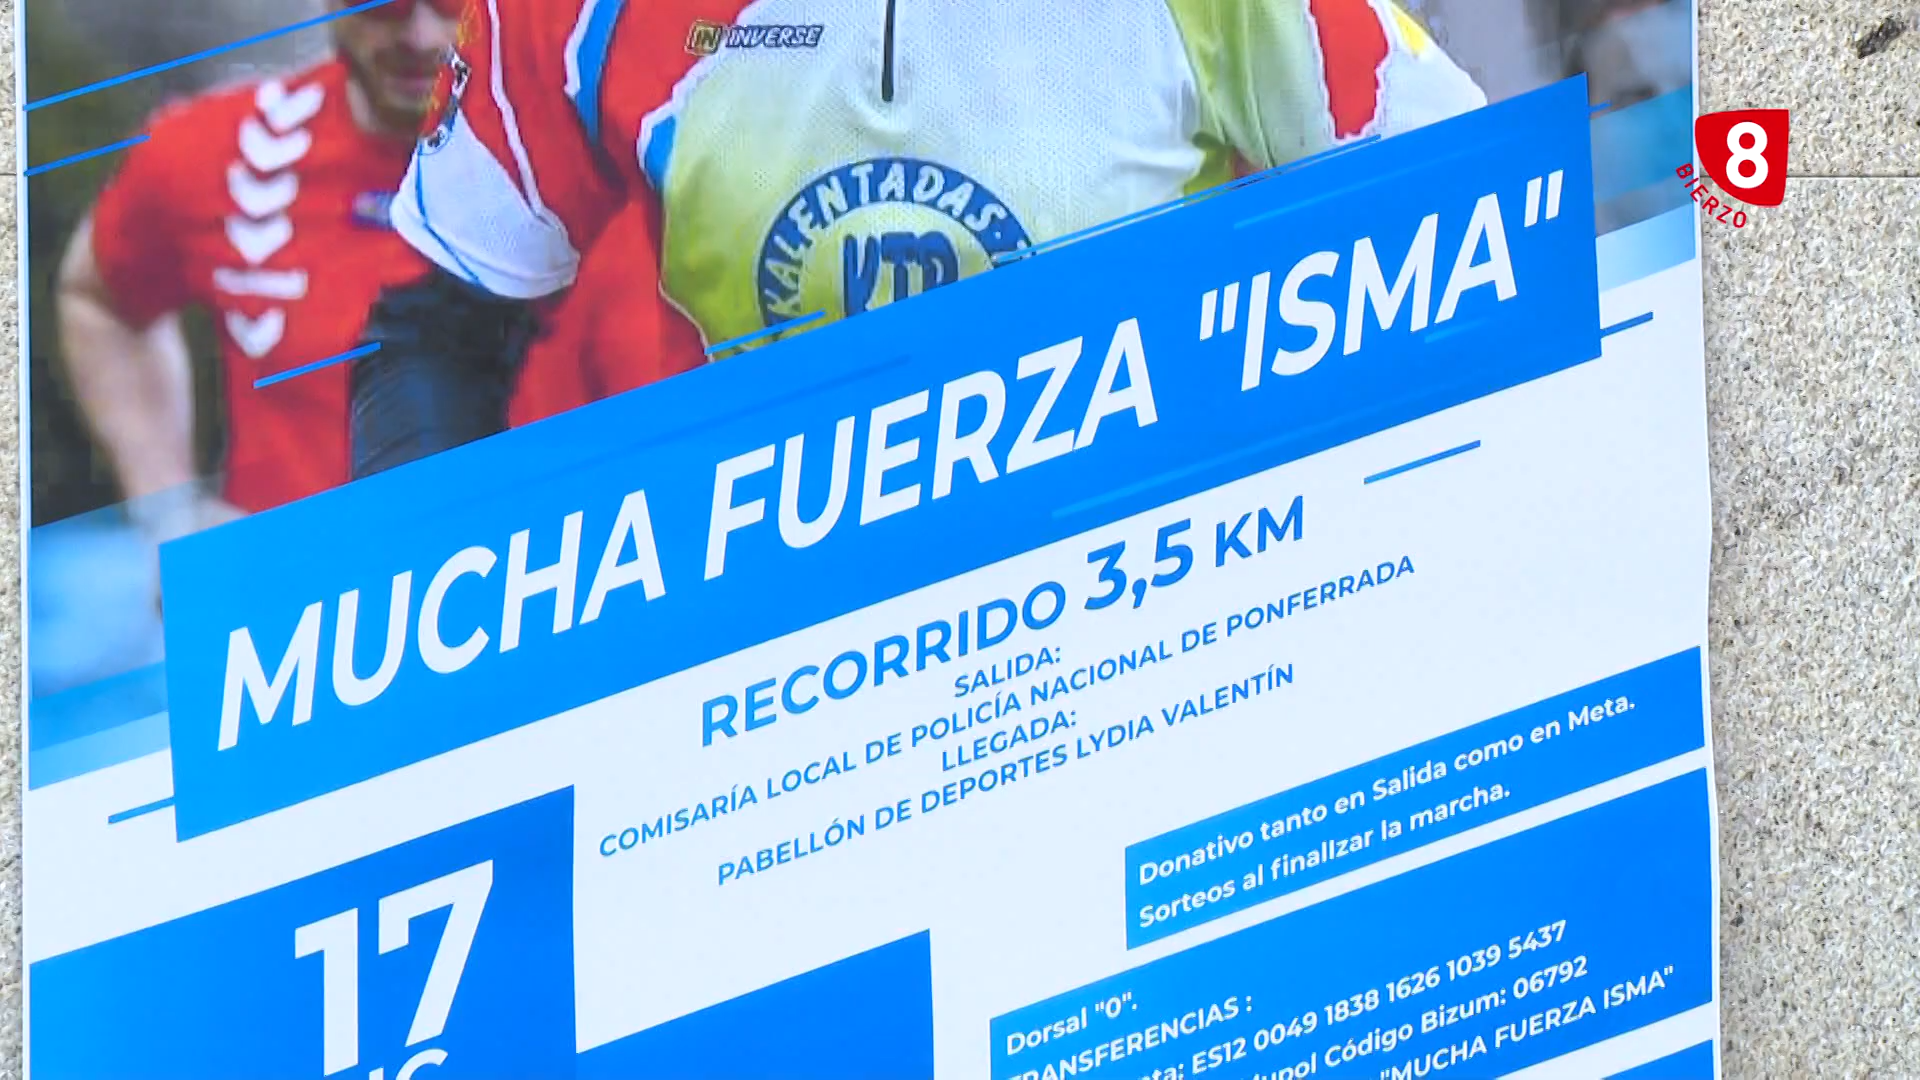 INVERSE
KALENTADAS
KTP
8
BIERZO
MUCHA FUERZA "ISMA"
RECORRIDO 3,5 KM
SALIDA:
COMISARÍA LOCAL DE POLICÍA NACIONAL DE PONFERRADA
LLEGADA:
PABELLÓN DE DEPORTES LYDIA VALENTÍN
Donativo tanto en Salida como en Meta.
Sorteos al finalIzar la marcha.
17
Dorsal "0".
TRANSFERENCIAS :
ES12 0049 1838 1626 1039 5437
Código Bizum: 06792
"MUCHA FUERZA ISMA"